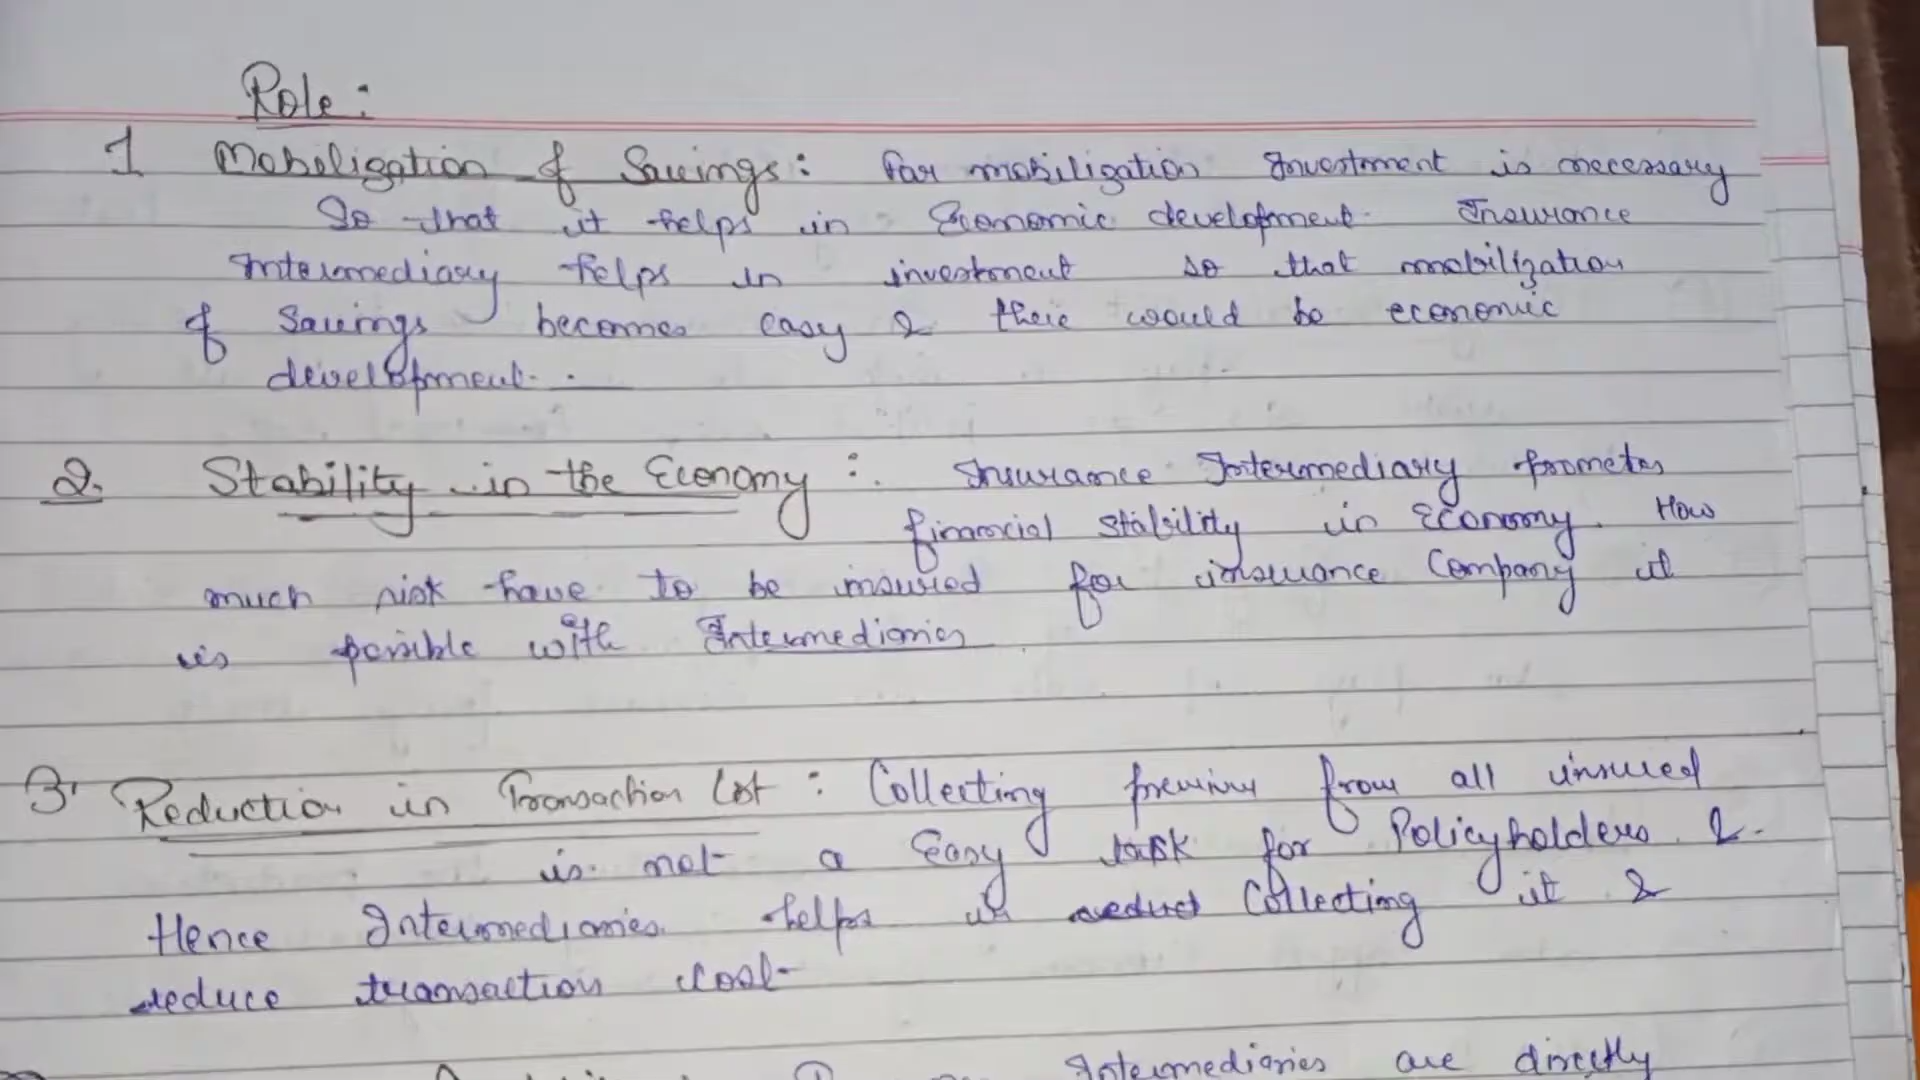 Role:
1 Mobilization of Savings: For mobilization Investment is necessary
So that it helps in Economic development. Insurance
Intermediary helps in investment so that mobilization
of Savings becomes easy & their would be economic
development.
2. Stability in the Economy: Insurance Intermediary promotes
financial stability in Economy. How
much risk have to be insured for insurance Company it
is possible with Intermediaries
3. Reduction in Transaction Cost: Collecting premium from all insured
is not a Easy task for Policyholders &
Hence Intermediaries helps in Collecting it &
reduce transaction cost
Intermediaries are directly